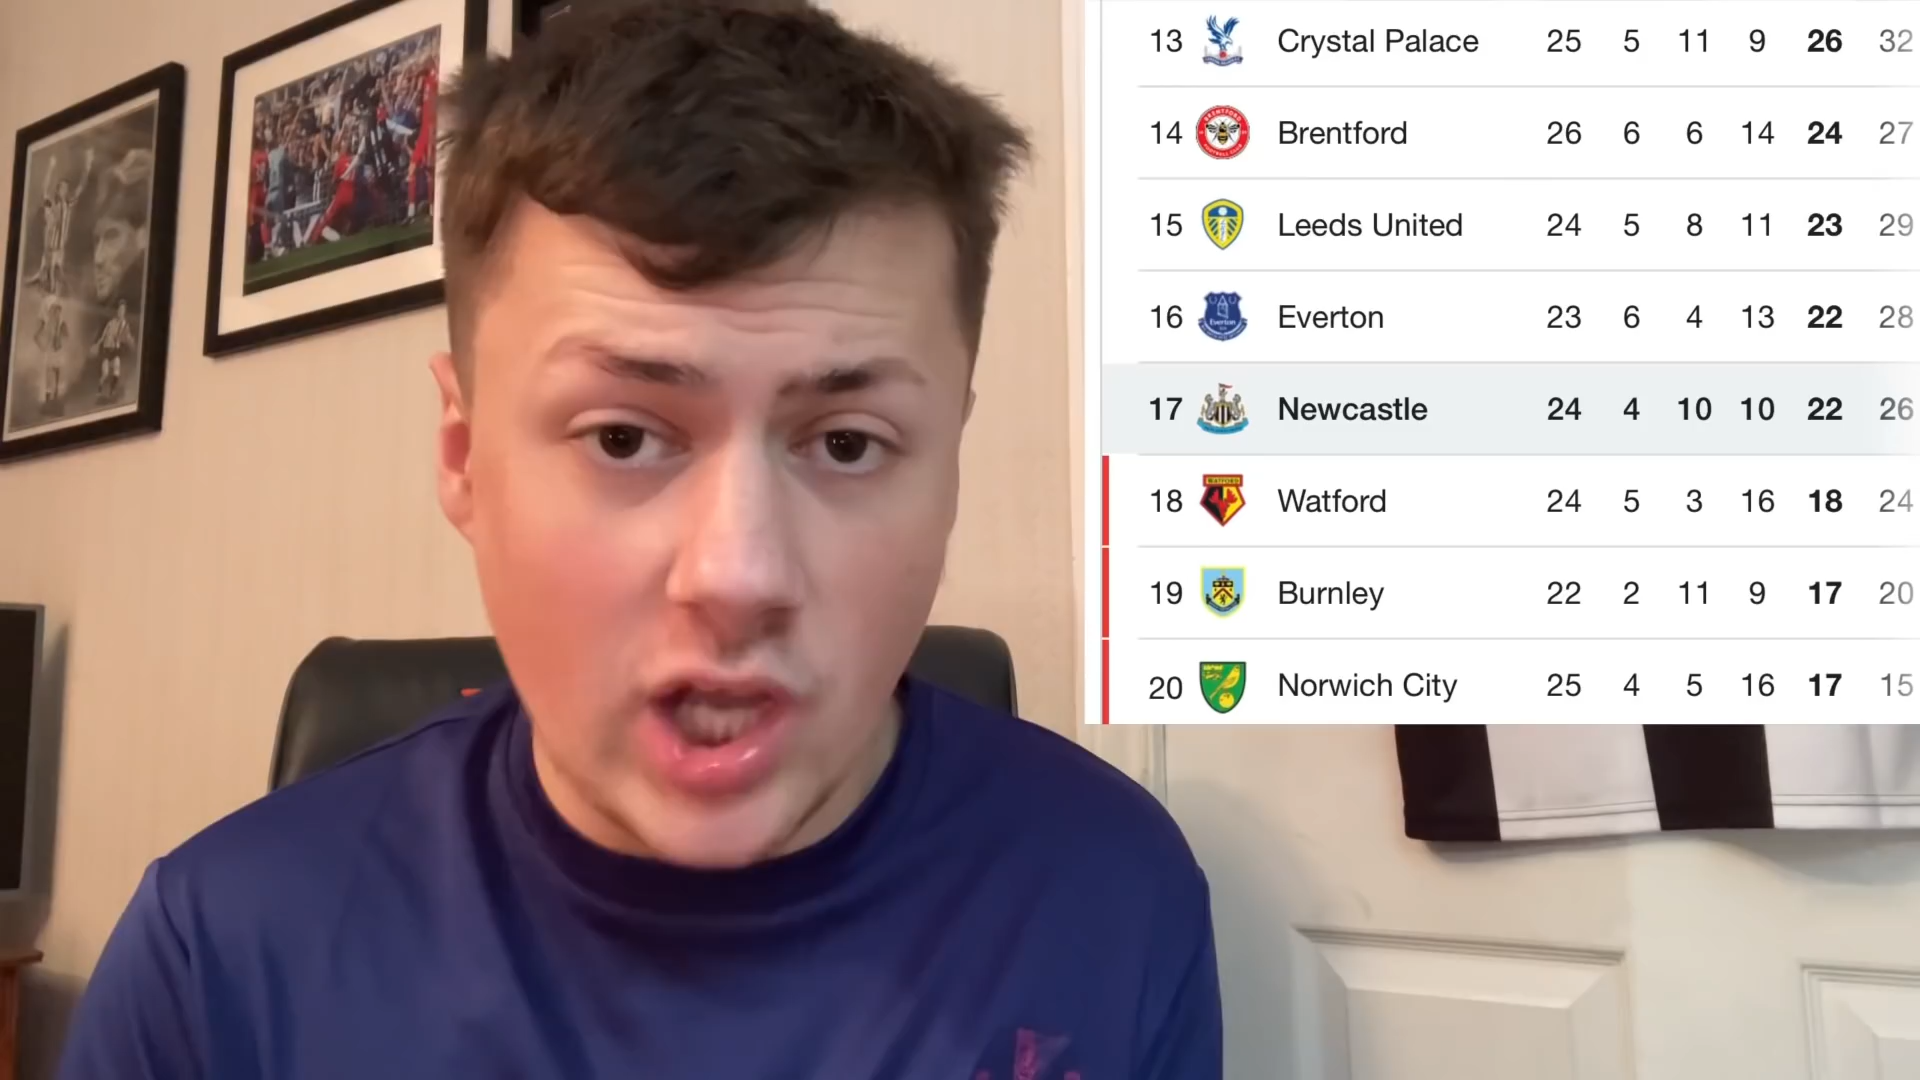 13 Crystal Palace 25 5 11 9 26 32
14 Brentford 26 6 6 14 24 27
15 Leeds United 24 5 8 11 23 29
16 Everton 23 6 4 13 22 28
17 Newcastle 24 4 10 10 22 26
18 Watford 24 5 3 16 18 24
19 Burnley 22 2 11 9 17 20
20 Norwich City 25 4 5 16 17 15